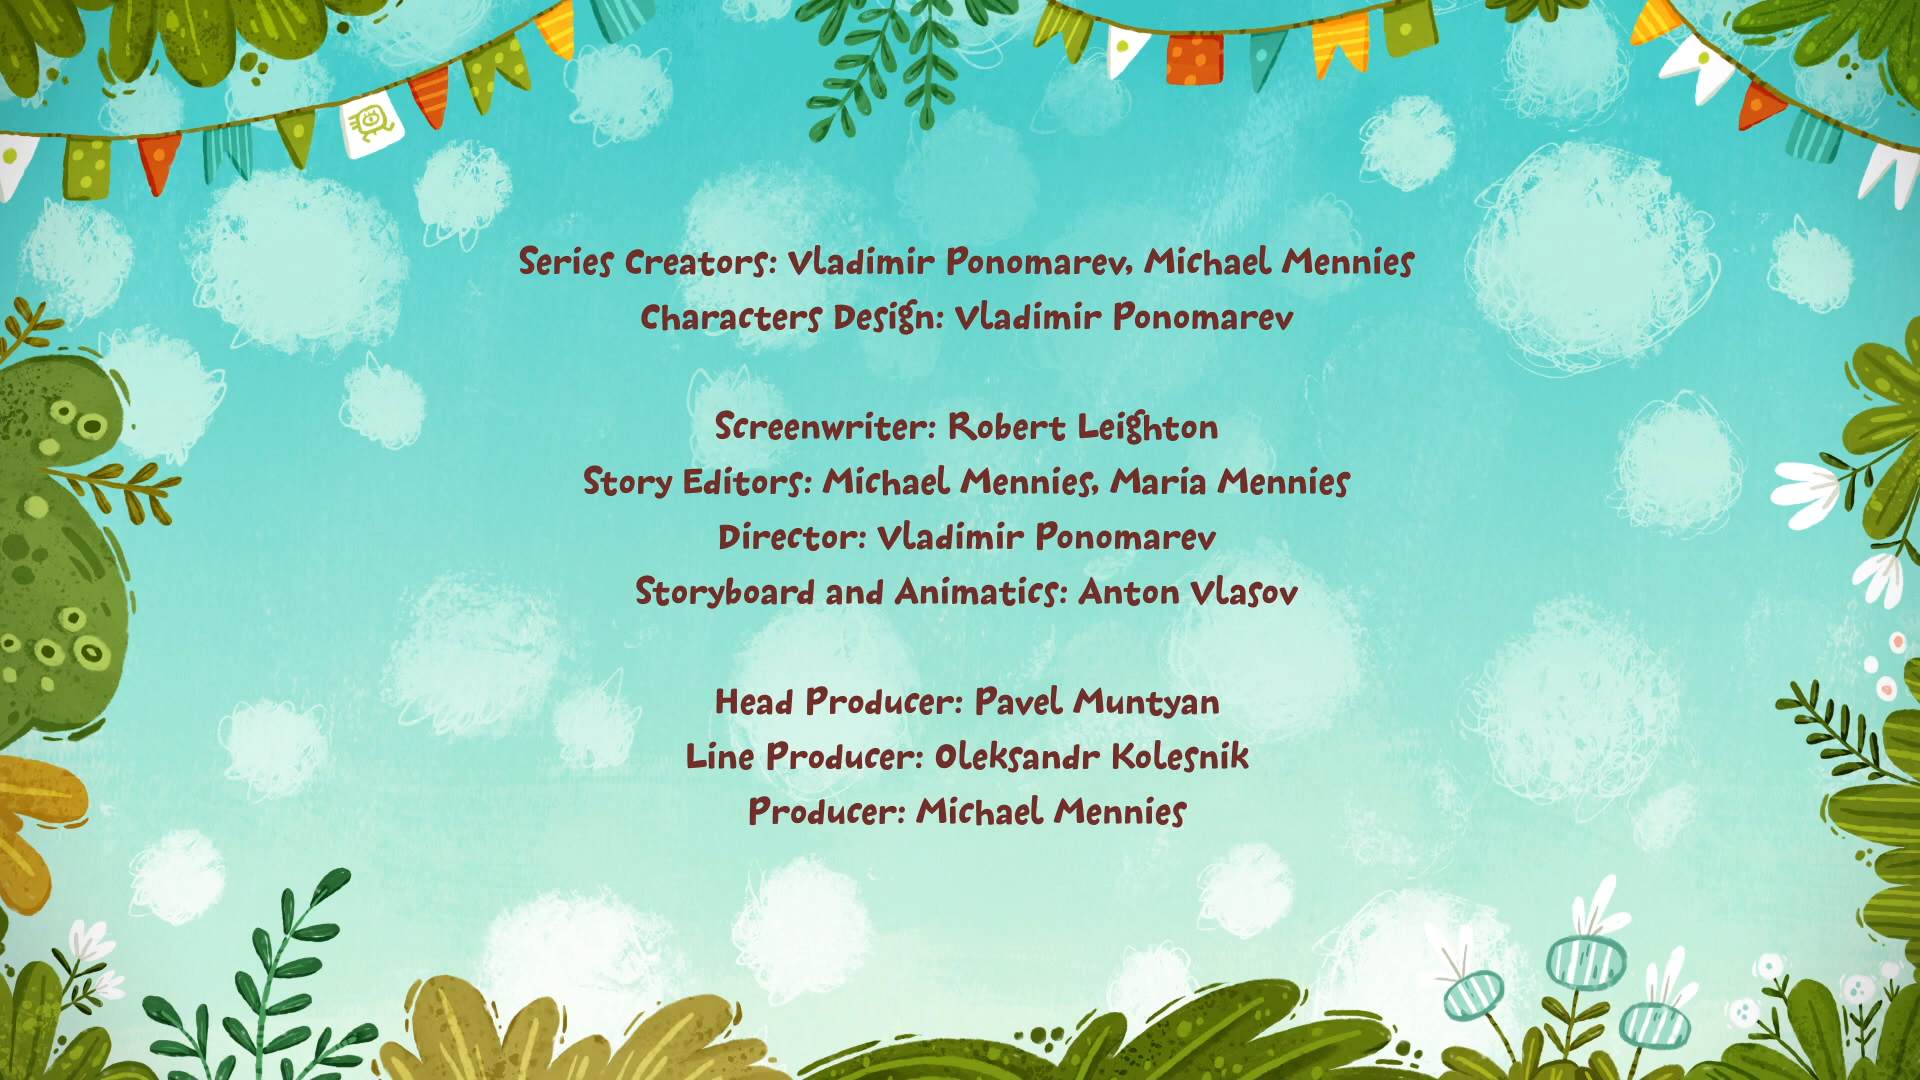 Series Creators: Vladimir Ponomarev, Michael Mennies
Characters Design: Vladimir Ponomarev
Screenwriter: Robert Leighton
Story Editors: Michael Mennies, Maria Mennies
Director: Vladimir Ponomarev
Storyboard and Animatics: Anton Vlasov
Head Producer: Pavel Muntyan
Line Producer: Oleksandr Kolesnik
Producer: Michael Mennies